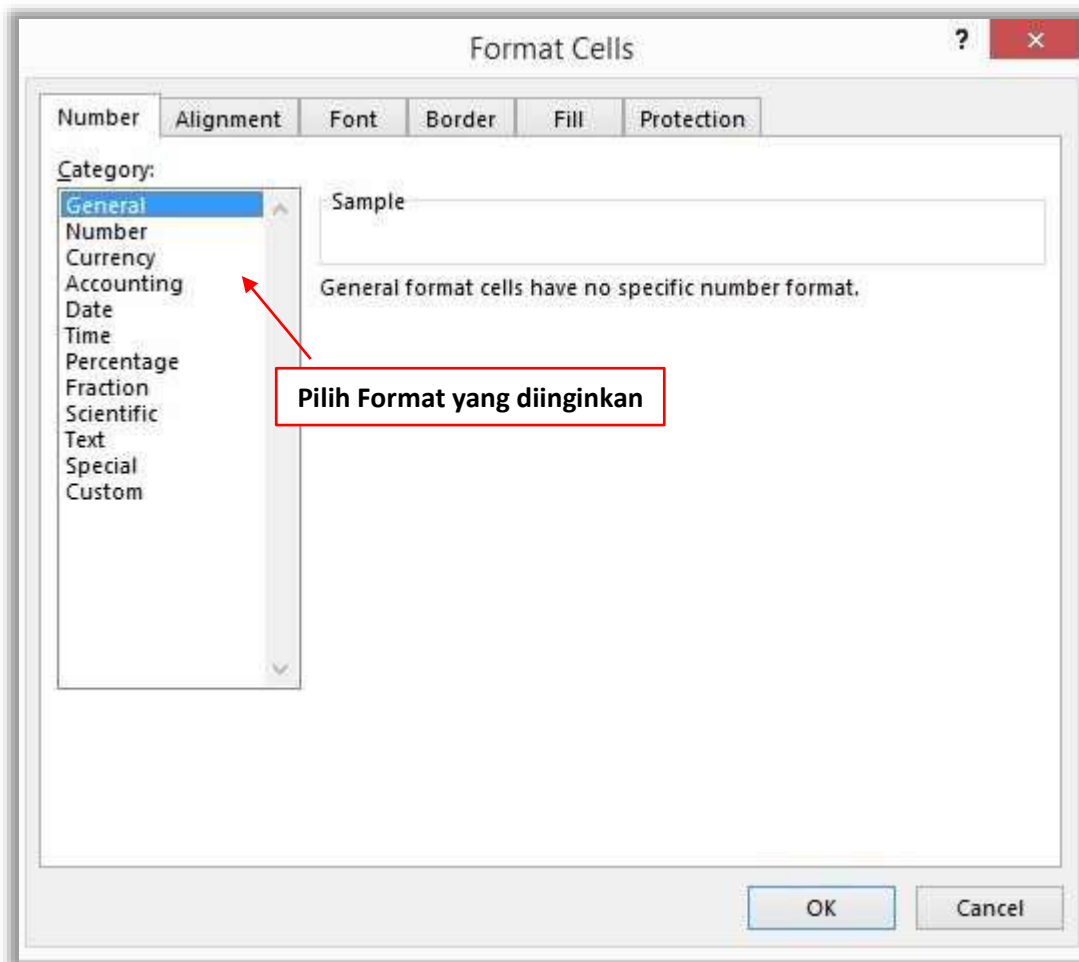 Format Cells
?
Number Alignment Font Border Fill Protection
Category:
General
Number
Currency
Accounting
Date
Time
Percentage
Fraction
Scientific
Text
Special
Custom
Sample
General format cells have no specific number format.
Pilih Format yang diinginkan
OK Cancel